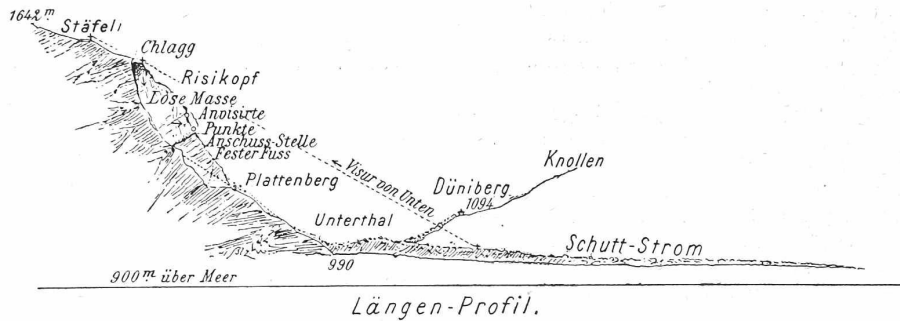 1642 m
Stäfeli
Chlagg
Risikopf
Löse Masse
Anvisirte
Punkte
Anschuss-Stelle
Fester Fuss
Plattenberg
Visur von Unten
Knollen
Düniberg
1094
Unterthal
Schutt-Strom
990
900 m über Meer
Längen-Profil.